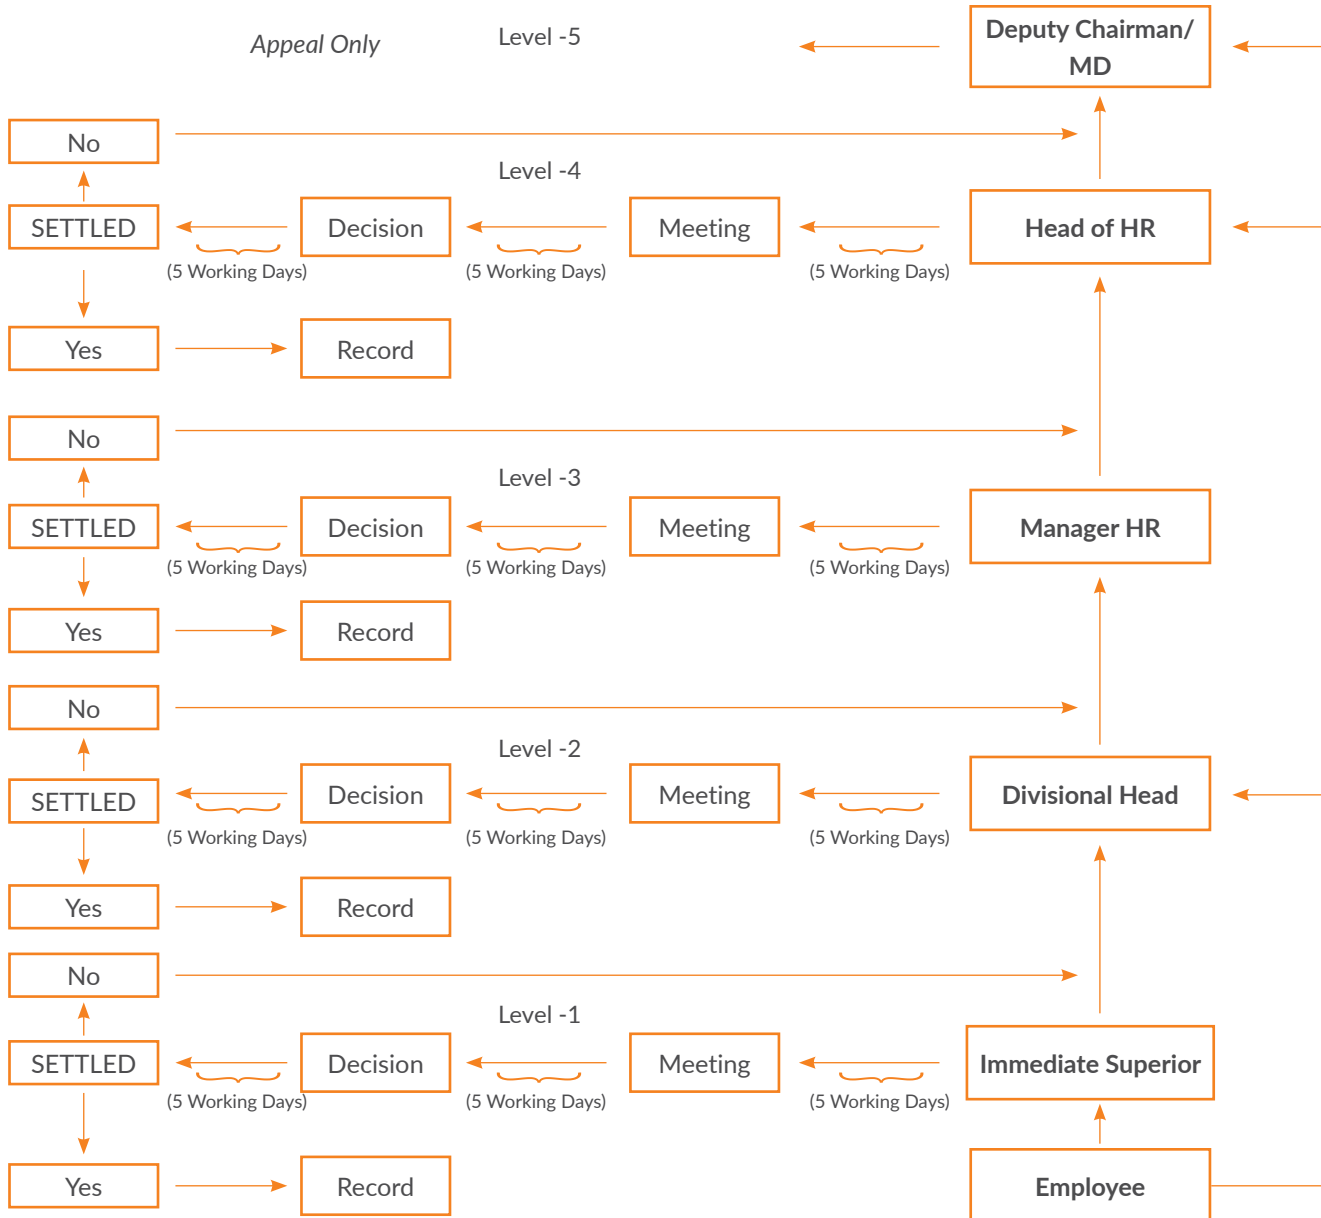 Appeal Only
Level -5
Deputy Chairman/
MD
No
Level -4
SETTLED
Decision
Meeting
Head of HR
(5 Working Days)
(5 Working Days)
(5 Working Days)
Yes
Record
No
Level -3
SETTLED
Decision
Meeting
Manager HR
(5 Working Days)
(5 Working Days)
(5 Working Days)
Yes
Record
No
Level -2
SETTLED
Decision
Meeting
Divisional Head
(5 Working Days)
(5 Working Days)
(5 Working Days)
Yes
Record
No
Level -1
SETTLED
Decision
Meeting
Immediate Superior
(5 Working Days)
(5 Working Days)
(5 Working Days)
Yes
Record
Employee